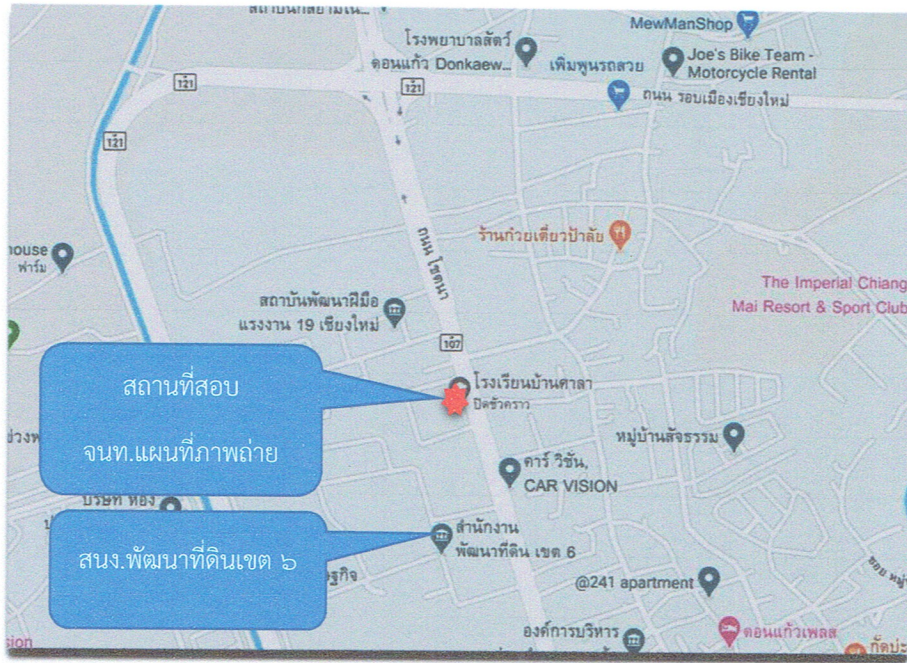 MewManShop
โรงพยาบาลสัตว์
ดอนแก้ว Donkaew...
เพิ่มพูนรถสวย
Joe's Bike Team -
Motorcycle Rental
121
121
ถนน รอบเมืองเชียงใหม่
121
ร้านก๋วยเตี๋ยวป้าลัย
ถนน โชตนา
ouse
ฟาร์ม
The Imperial Chiang
Mai Resort & Sport Club
สถาบันพัฒนาฝีมือ
แรงงาน 19 เชียงใหม่
107
สถานที่สอบ
จนท.แผนที่ภาพถ่าย
โรงเรียนบ้านศาลา
ปิดชั่วคราว
หมู่บ้านสัจธรรม
คาร์ วิชั่น,
CAR VISION
บริษัท ทอง
สนง.พัฒนาที่ดินเขต ๖
สำนักงาน
พัฒนาที่ดิน เขต 6
ฐกิจ
@241 apartment
องค์การบริหาร
ดอนแก้วเพลส
sion